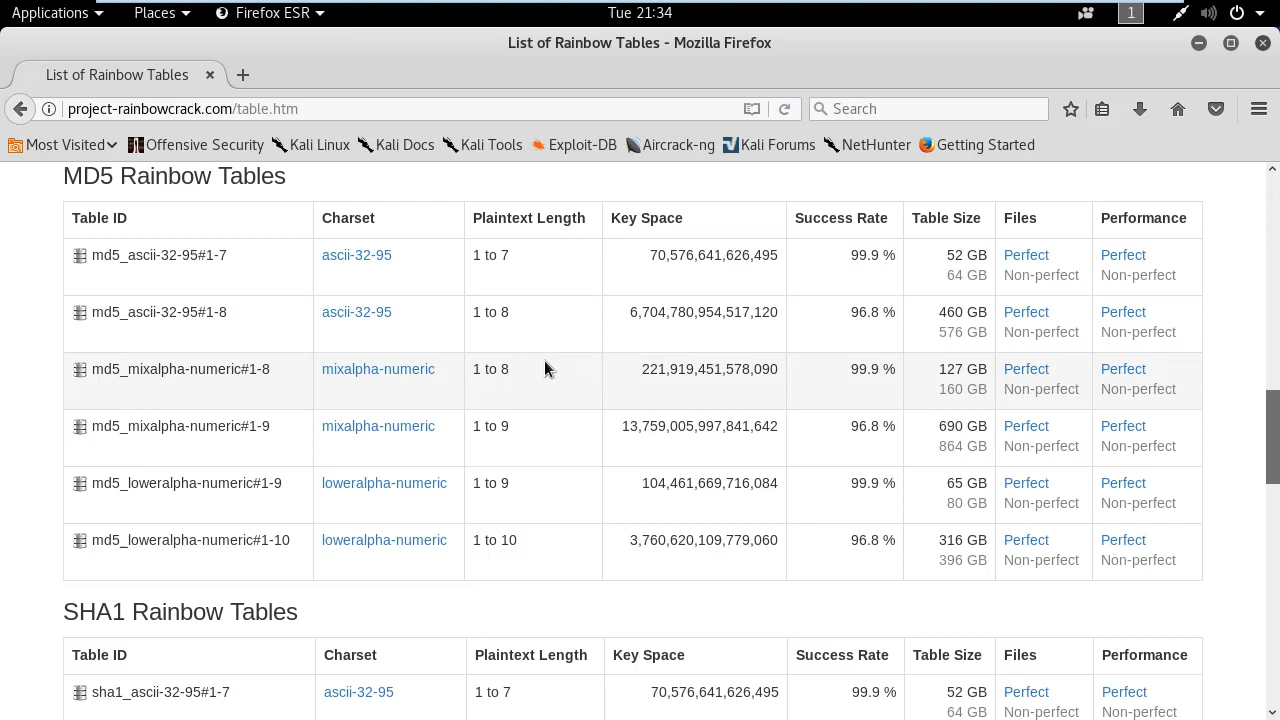 Applications Places Firefox ESR Tue 21:34 1
List of Rainbow Tables - Mozilla Firefox
List of Rainbow Tables
project-rainbowcrack.com/table.htm Search
Most Visited Offensive Security Kali Linux Kali Docs Kali Tools Exploit-DB Aircrack-ng Kali Forums NetHunter Getting Started
MD5 Rainbow Tables
Table ID Charset Plaintext Length Key Space Success Rate Table Size Files Performance
md5_ascii-32-95#1-7 ascii-32-95 1 to 7 70,576,641,626,495 99.9 % 52 GB Perfect Perfect
64 GB Non-perfect Non-perfect
md5_ascii-32-95#1-8 ascii-32-95 1 to 8 6,704,780,954,517,120 96.8 % 460 GB Perfect Perfect
576 GB Non-perfect Non-perfect
md5_mixalpha-numeric#1-8 mixalpha-numeric 1 to 8 221,919,451,578,090 99.9 % 127 GB Perfect Perfect
160 GB Non-perfect Non-perfect
md5_mixalpha-numeric#1-9 mixalpha-numeric 1 to 9 13,759,005,997,841,642 96.8 % 690 GB Perfect Perfect
864 GB Non-perfect Non-perfect
md5_loweralpha-numeric#1-9 loweralpha-numeric 1 to 9 104,461,669,716,084 99.9 % 65 GB Perfect Perfect
80 GB Non-perfect Non-perfect
md5_loweralpha-numeric#1-10 loweralpha-numeric 1 to 10 3,760,620,109,779,060 96.8 % 316 GB Perfect Perfect
396 GB Non-perfect Non-perfect
SHA1 Rainbow Tables
Table ID Charset Plaintext Length Key Space Success Rate Table Size Files Performance
sha1_ascii-32-95#1-7 ascii-32-95 1 to 7 70,576,641,626,495 99.9 % 52 GB Perfect Perfect
64 GB Non-perfect Non-perfect